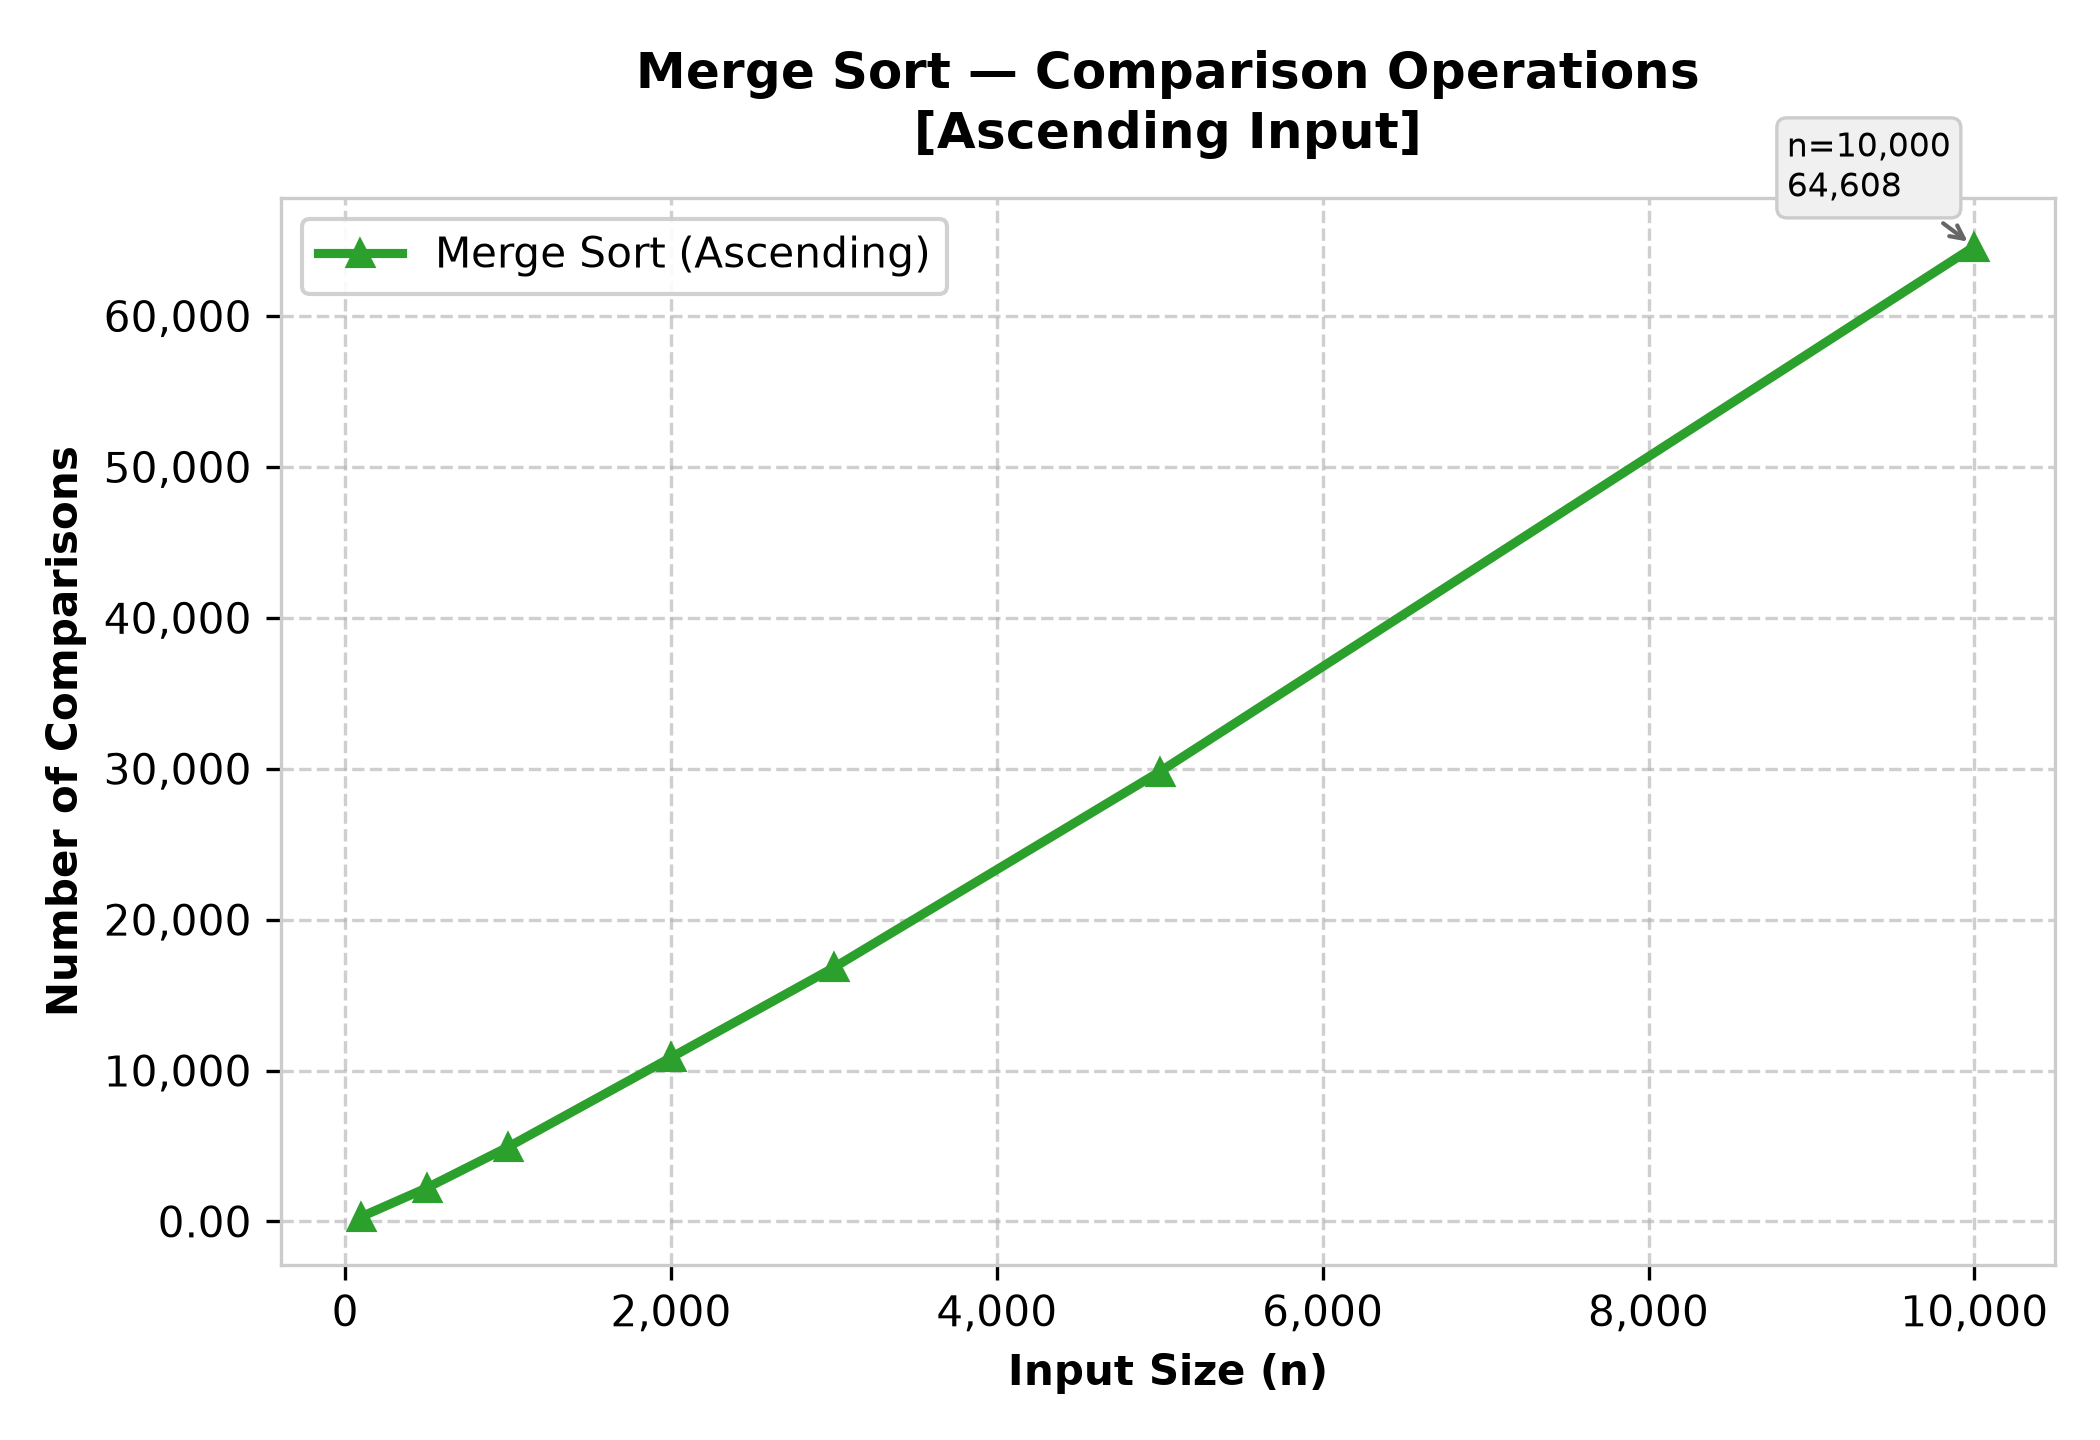 Merge Sort — Comparison Operations
[Ascending Input]
n=10,000
64,608
Merge Sort (Ascending)
60,000
50,000
40,000
30,000
20,000
10,000
0.00
Number of Comparisons
0
2,000
4,000
6,000
8,000
10,000
Input Size (n)